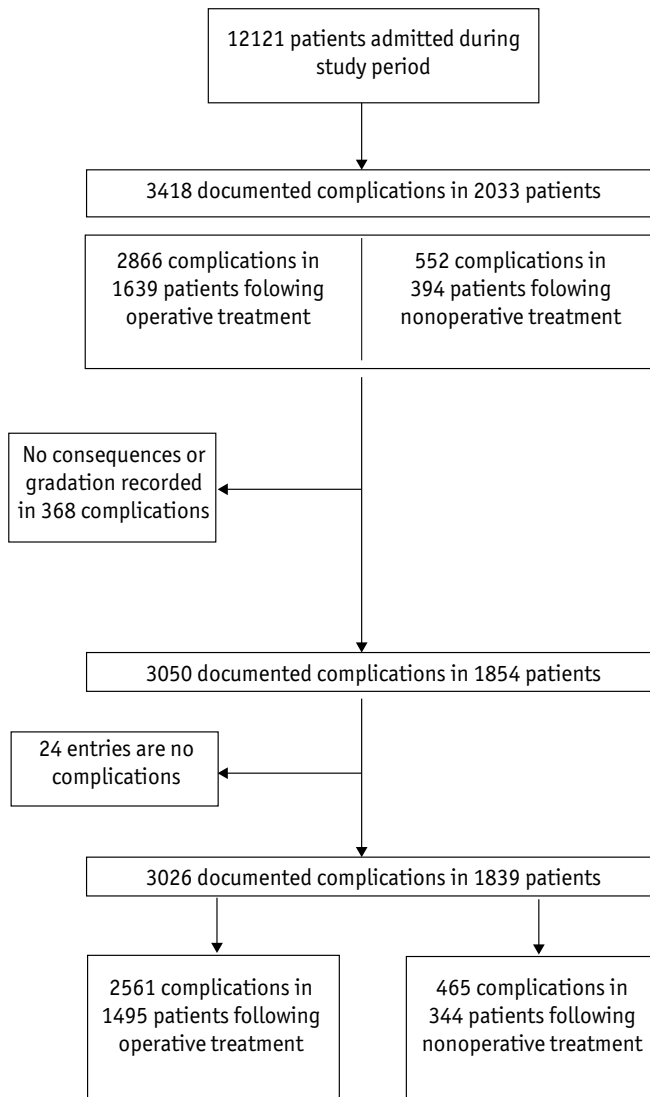 12121 patients admitted during
study period
3418 documented complications in 2033 patients
2866 complications in
1639 patients following
operative treatment
552 complications in
394 patients following
nonoperative treatment
No consequences or
gradation recorded
in 368 complications
3050 documented complications in 1854 patients
24 entries are no
complications
3026 documented complications in 1839 patients
2561 complications in
1495 patients following
operative treatment
465 complications in
344 patients following
nonoperative treatment